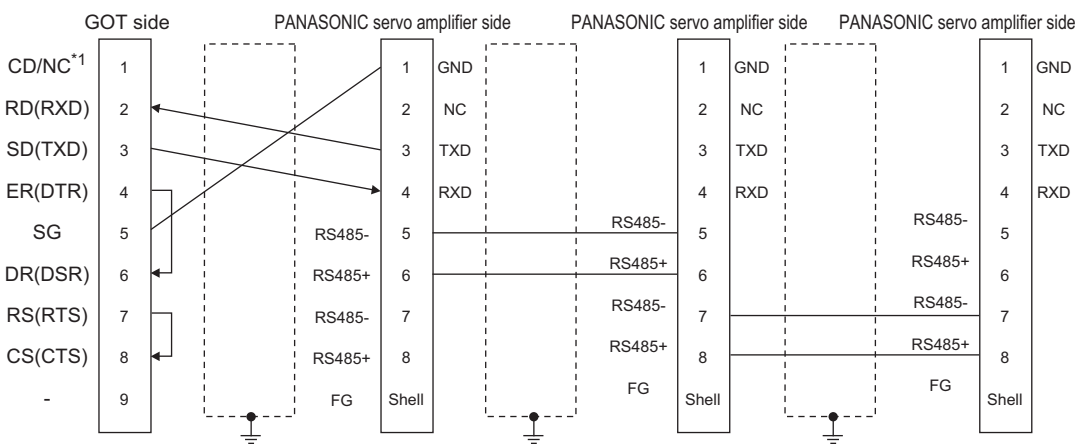 GOT side PANASONIC servo amplifier side PANASONIC servo amplifier side PANASONIC servo amplifier side
CD/NC*1 1 1 GND 1 GND 1 GND
RD(RXD) 2 2 NC 2 NC 2 NC
SD(TXD) 3 3 TXD 3 TXD 3 TXD
ER(DTR) 4 4 RXD 4 RXD 4 RXD
SG 5 RS485- 5 RS485- 5 RS485- 5
DR(DSR) 6 RS485+ 6 RS485+ 6 RS485+ 6
RS(RTS) 7 RS485- 7 RS485- 7 RS485- 7
CS(CTS) 8 RS485+ 8 RS485+ 8 RS485+ 8
- 9 FG Shell FG Shell FG Shell